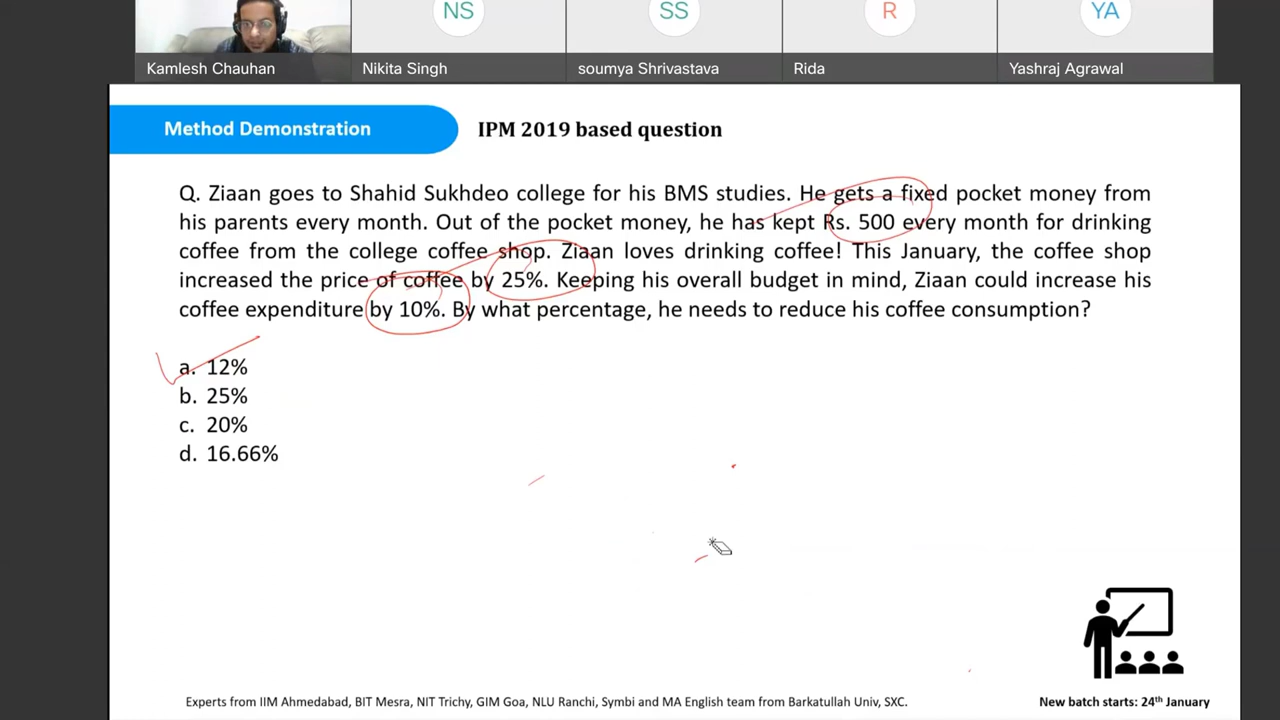 NS
SS
R
YA
Kamlesh Chauhan
Nikita Singh
soumya Shrivastava
Rida
Yashraj Agrawal
Method Demonstration
IPM 2019 based question
Q. Ziaan goes to Shahid Sukhdeo college for his BMS studies. He gets a fixed pocket money from
his parents every month. Out of the pocket money, he has kept Rs. 500 every month for drinking
coffee from the college coffee shop. Ziaan loves drinking coffee! This January, the coffee shop
increased the price of coffee by 25%. Keeping his overall budget in mind, Ziaan could increase his
coffee expenditure by 10%. By what percentage, he needs to reduce his coffee consumption?
a. 12%
b. 25%
c. 20%
d. 16.66%
Experts from IIM Ahmedabad, BIT Mesra, NIT Trichy, GIM Goa, NLU Ranchi, Symbi and MA English team from Barkatullah Univ, SXC.
New batch starts: 24th January